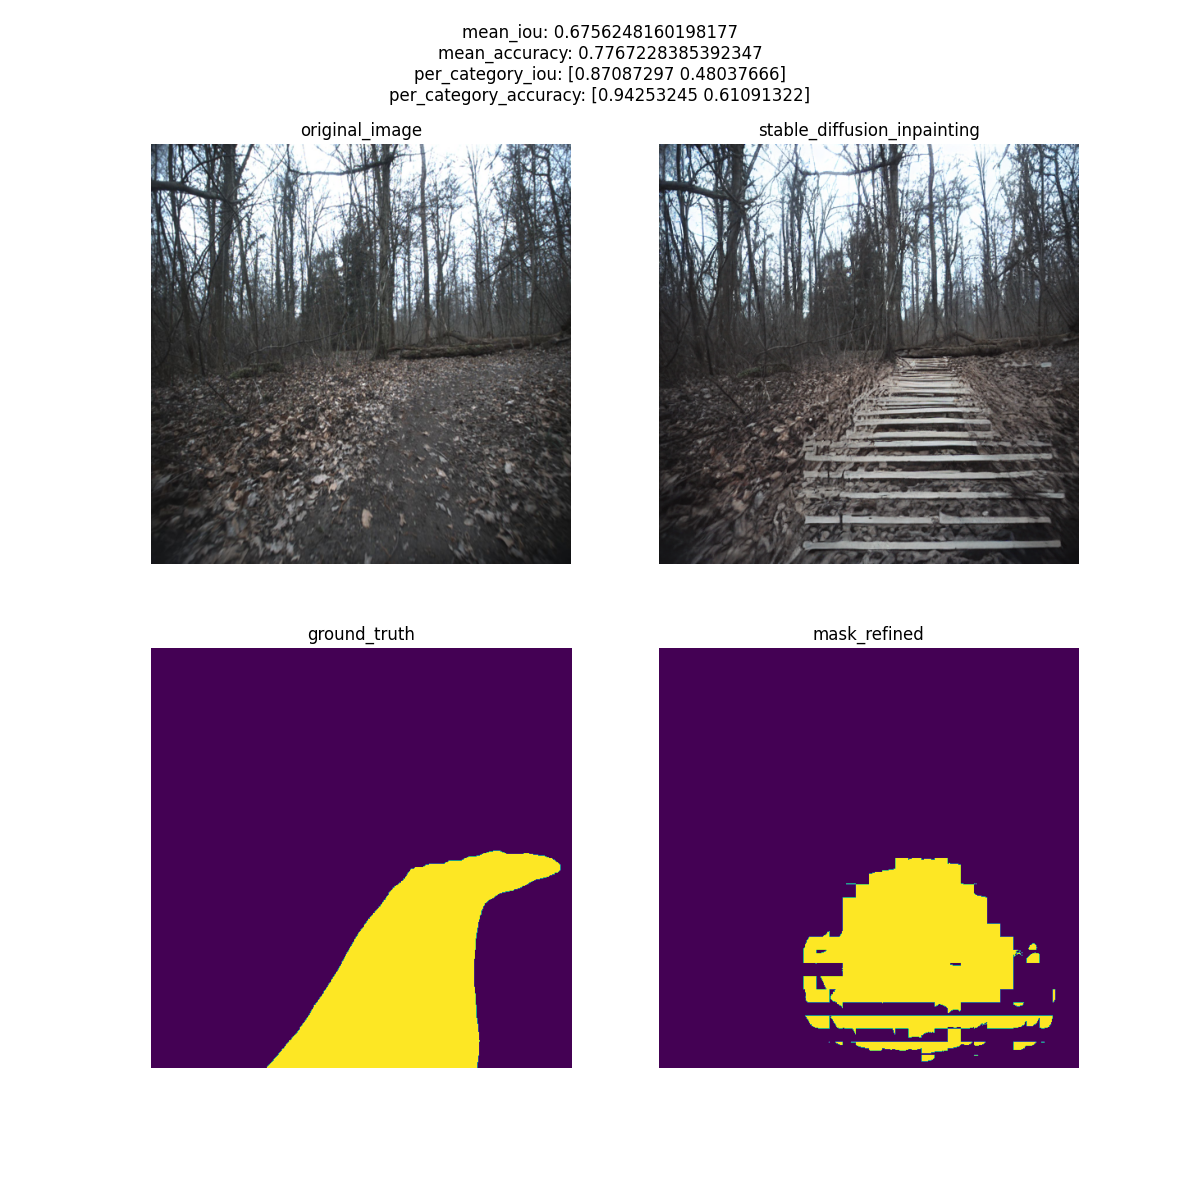 mean_iou: 0.6756248160198177
mean_accuracy: 0.7767228385392347
per_category_iou: [0.87087297 0.48037666]
per_category_accuracy: [0.94253245 0.61091322]
original_image
stable_diffusion_inpainting
ground_truth
mask_refined